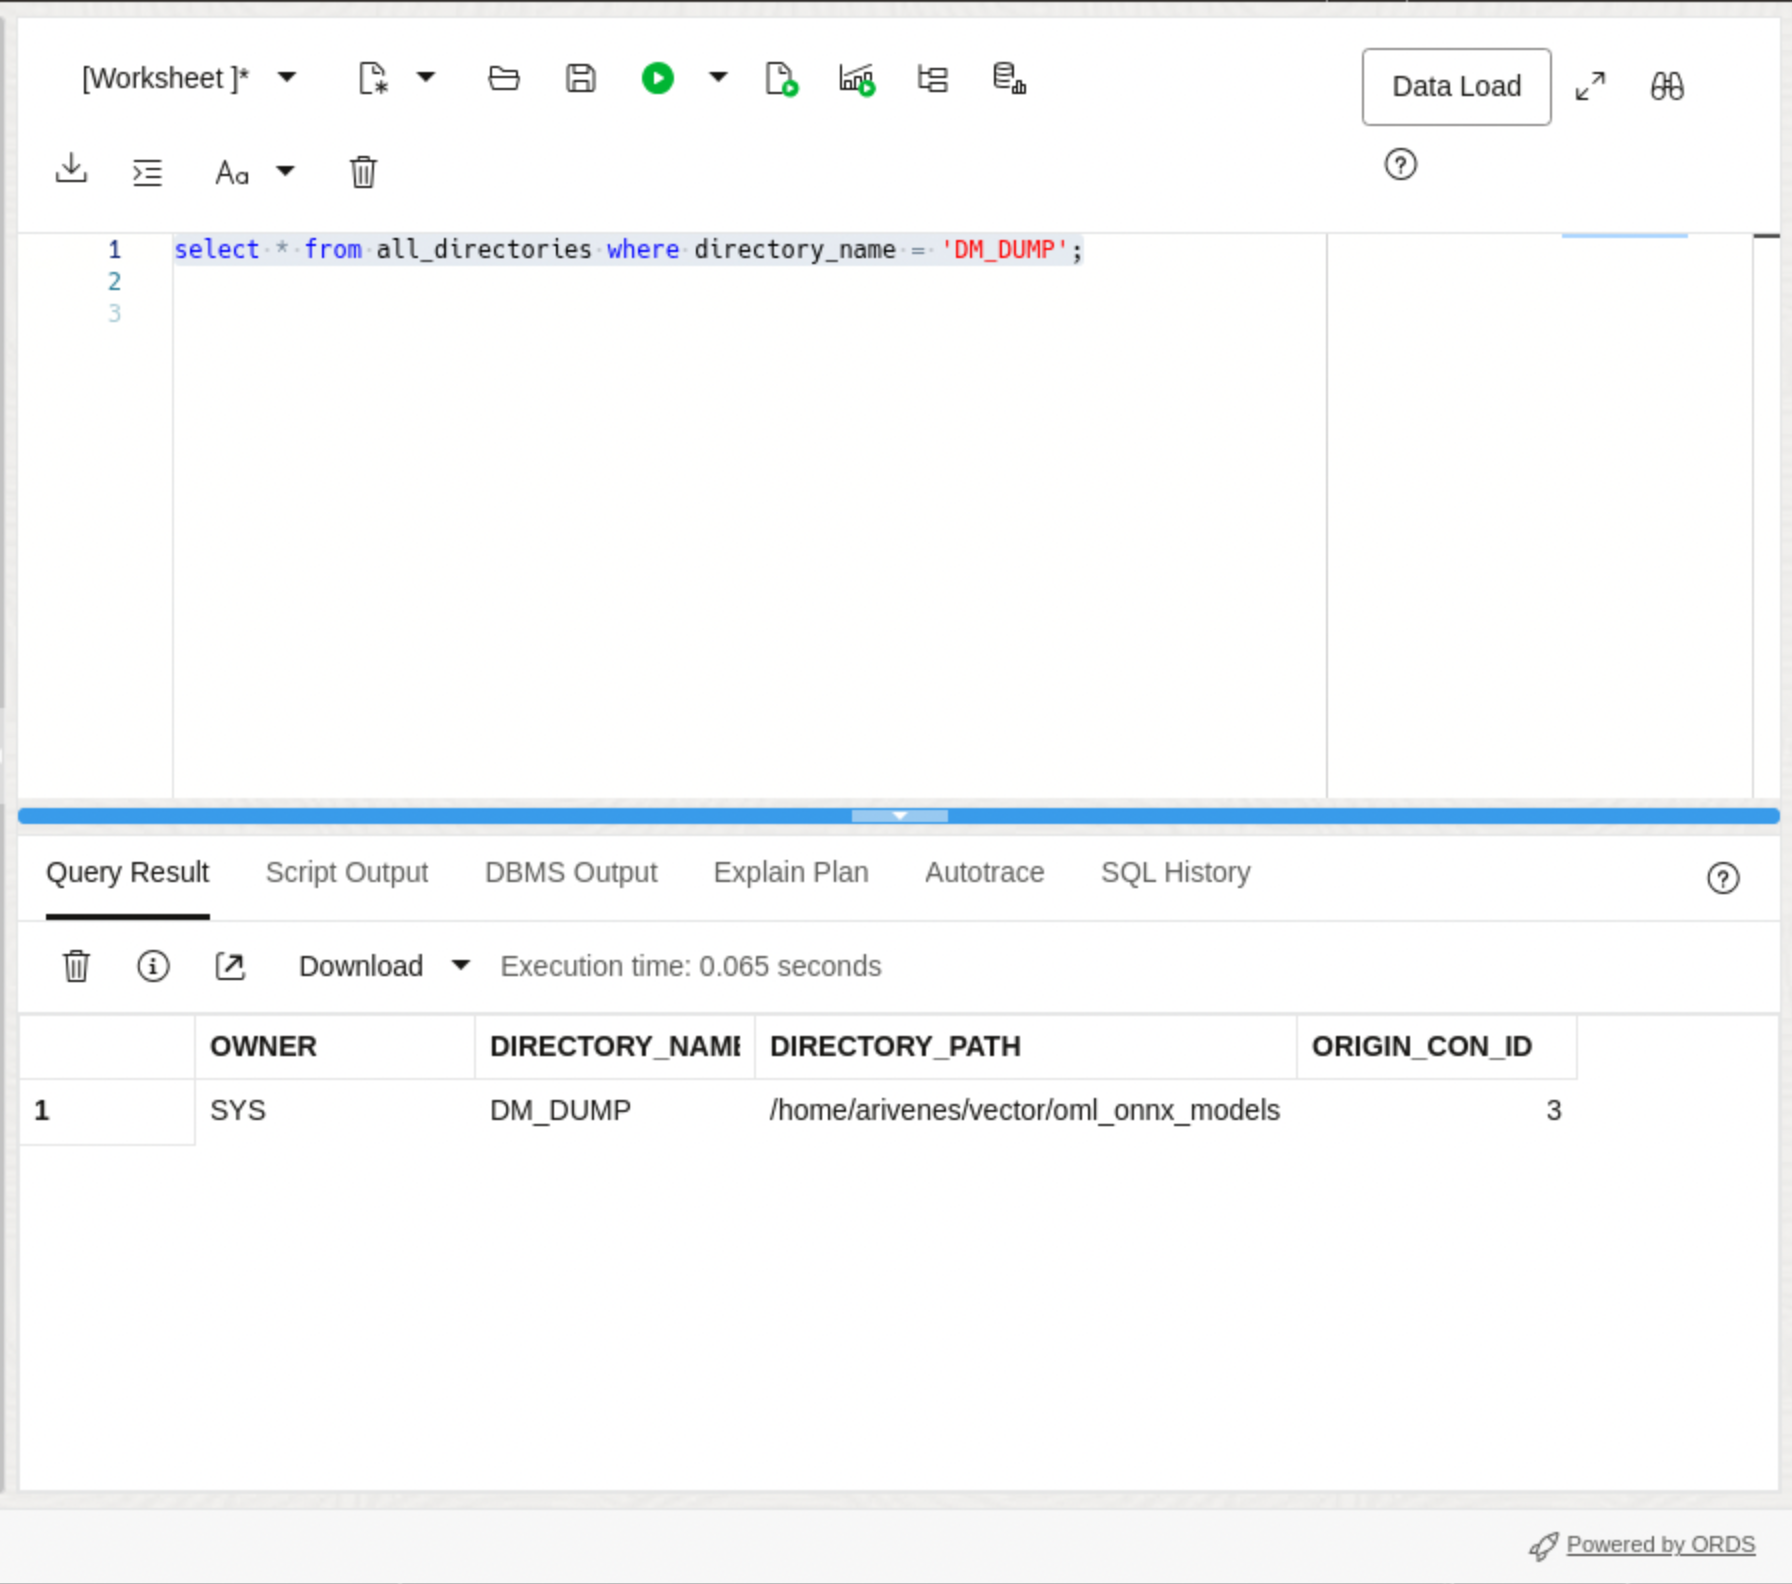 [Worksheet ]*
Data Load
Aa
1 select * from all_directories where directory_name = 'DM_DUMP';
2
3
Query Result Script Output DBMS Output Explain Plan Autotrace SQL History
Download Execution time: 0.065 seconds
OWNER DIRECTORY_NAME DIRECTORY_PATH ORIGIN_CON_ID
1 SYS DM_DUMP /home/arivenes/vector/oml_onnx_models 3
Powered by ORDS